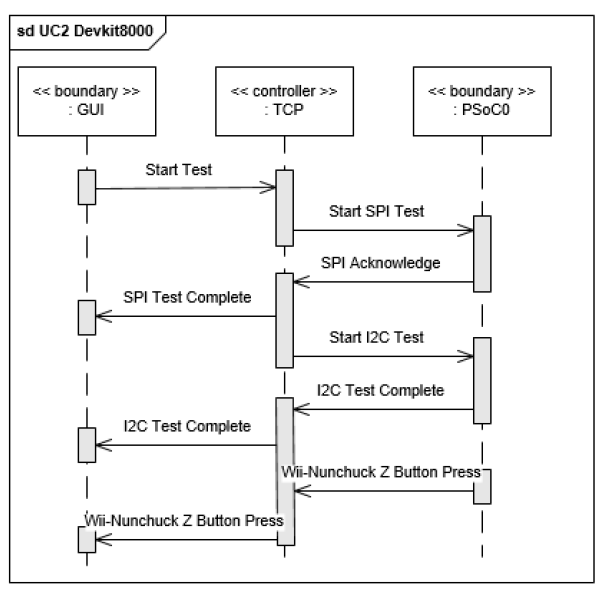 sd UC2 Devkit8000
<< boundary >>
: GUI
<< controller >>
: TCP
<< boundary >>
: PSoC0
Start Test
Start SPI Test
SPI Acknowledge
SPI Test Complete
Start I2C Test
I2C Test Complete
I2C Test Complete
Wii-Nunchuck Z Button Press
Wii-Nunchuck Z Button Press